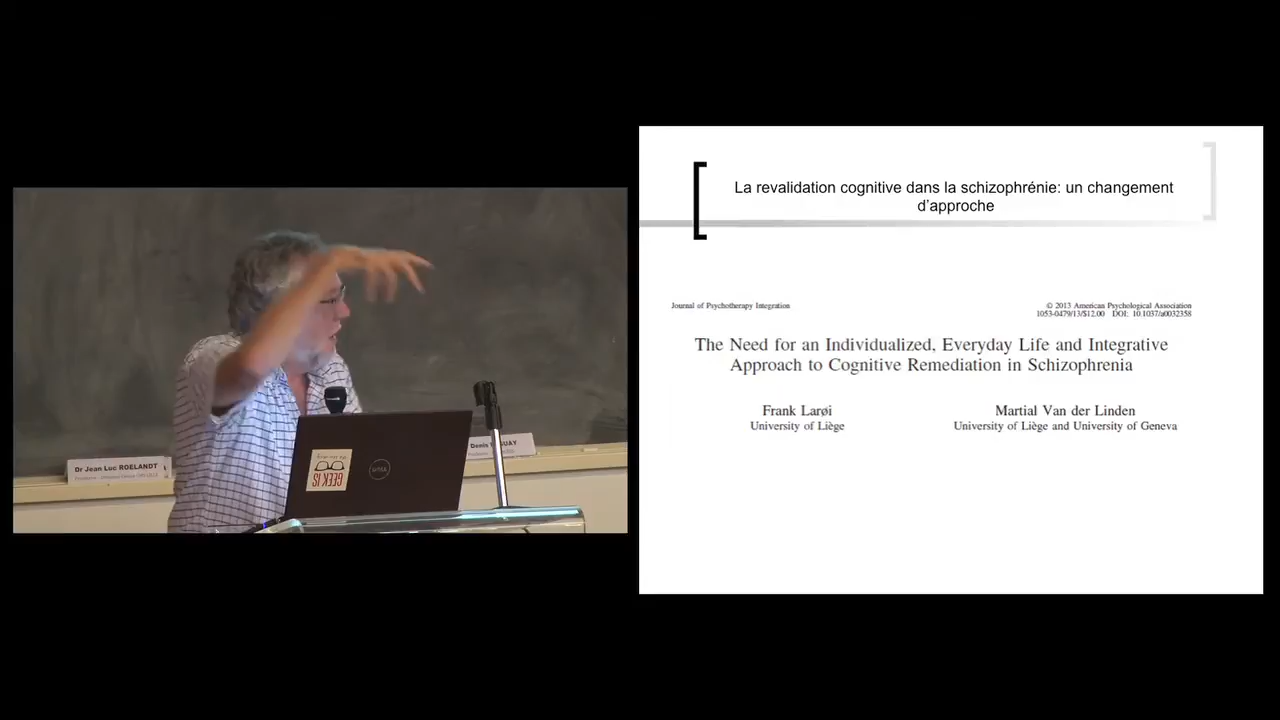 Dr Jean Luc ROELANDT
Denis
GEEK IS
DELL
La revalidation cognitive dans la schizophrénie: un changement
d'approche
Journal of Psychotherapy Integration
© 2013 American Psychological Association
1053-0479/13/$12.00 DOI: 10.1037/a0032358
The Need for an Individualized, Everyday Life and Integrative
Approach to Cognitive Remediation in Schizophrenia
Frank Larøi
University of Liège
Martial Van der Linden
University of Liège and University of Geneva